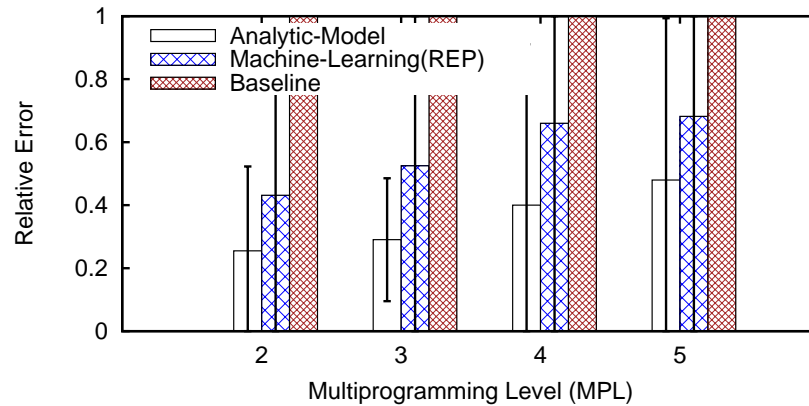 1
Analytic-Model
Machine-Learning(REP)
Baseline
0.8
0.6
0.4
0.2
0
Relative Error
2 3 4 5
Multiprogramming Level (MPL)